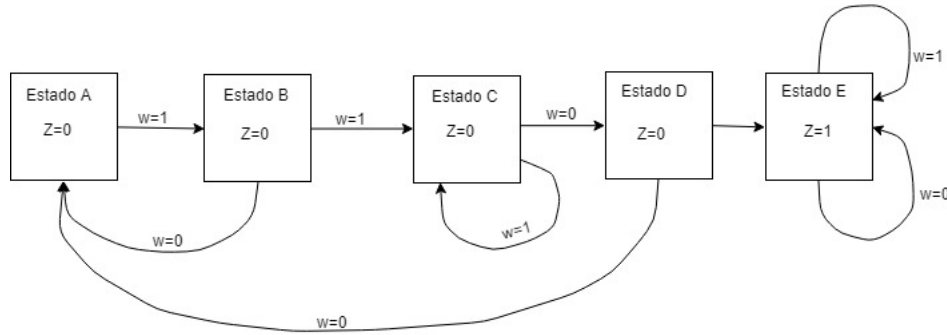 Estado A
Z=0
w=1
Estado B
Z=0
w=1
Estado C
Z=0
w=0
Estado D
Z=0
Estado E
Z=1
w=1
w=0
w=1
w=0
w=0